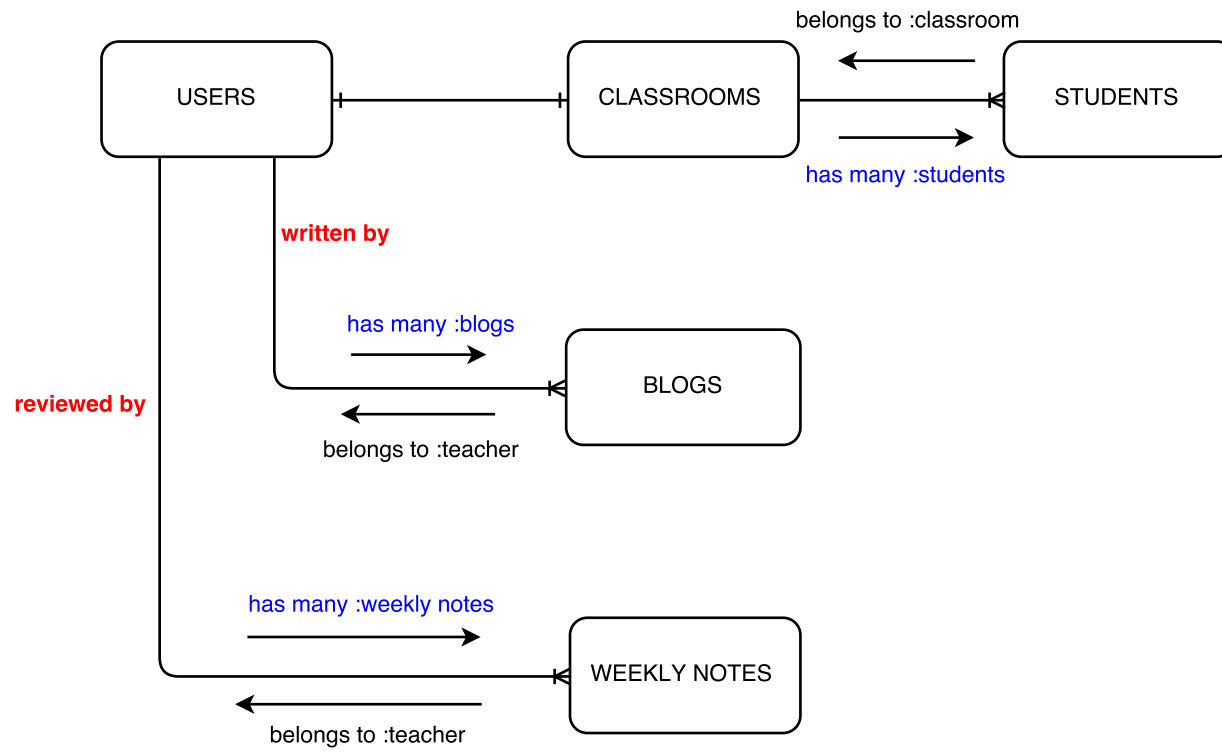 belongs to :classroom
USERS
CLASSROOMS
STUDENTS
has many :students
written by
has many :blogs
BLOGS
reviewed by
belongs to :teacher
has many :weekly notes
WEEKLY NOTES
belongs to :teacher